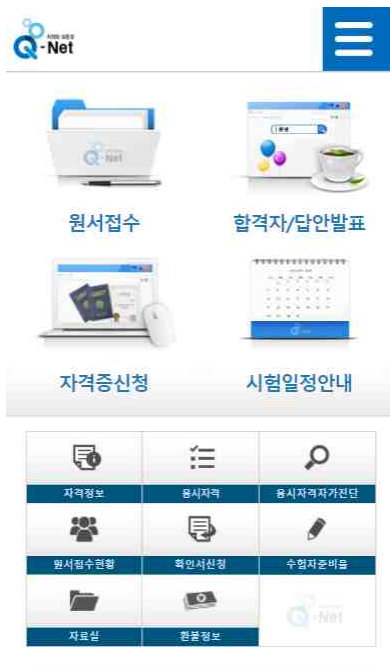 Q-Net
원서접수 합격자/답안발표
자격증신청 시험일정안내
자격정보 응시자격 응시자격자가진단
원서접수현황 확인서신청 수험자준비물
자료실 환불정보
Q-Net